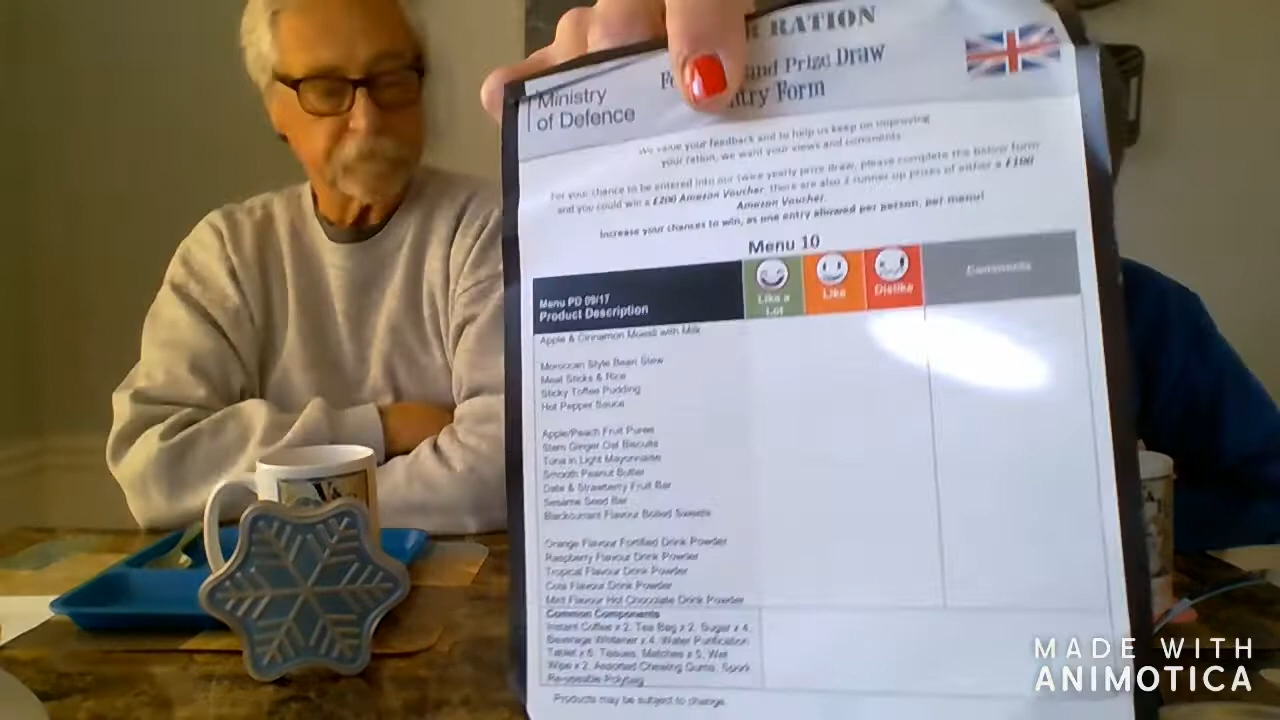 R RATION
and Prize Draw
ntry Form
Ministry
of Defence
We value your feedback and to help us keep on improving
your ration, we want your views and comments.
For your chance to be entered into our twice yearly prize draw, please complete the below form
and you could win a £200 Amazon Voucher, there are also 2 runner up prizes of either a £100
Amazon Voucher.
Increase your chances to win, as one entry allowed per person, per menu!
Menu 10
Menu PD 09/17
Product Description
Like a
Lot
Like
Dislike
Comments
Apple & Cinnamon Muesli with Milk
Moroccan Style Bean Stew
Meat Sticks & Rice
Sticky Toffee Pudding
Hot Pepper Sauce
Apple/Peach Fruit Puree
Stem Ginger Oat Biscuits
Tuna in Light Mayonnaise
Smooth Peanut Butter
Date & Strawberry Fruit Bar
Sesame Seed Bar
Blackcurrant Flavour Boiled Sweets
Orange Flavour Fortified Drink Powder
Raspberry Flavour Drink Powder
Tropical Flavour Drink Powder
Cola Flavour Drink Powder
Mint Flavour Hot Chocolate Drink Powder
Common Components
Instant Coffee x 2, Tea Bag x 2, Sugar x 4,
Beverage Whitener x 4, Water Purification
Tablet x 6, Tissues, Matches x 5, Wet
Wipe x 2, Assorted Chewing Gums, Spork
Re-sealable Polybag
Products may be subject to change.
MADE WITH
ANIMOTICA